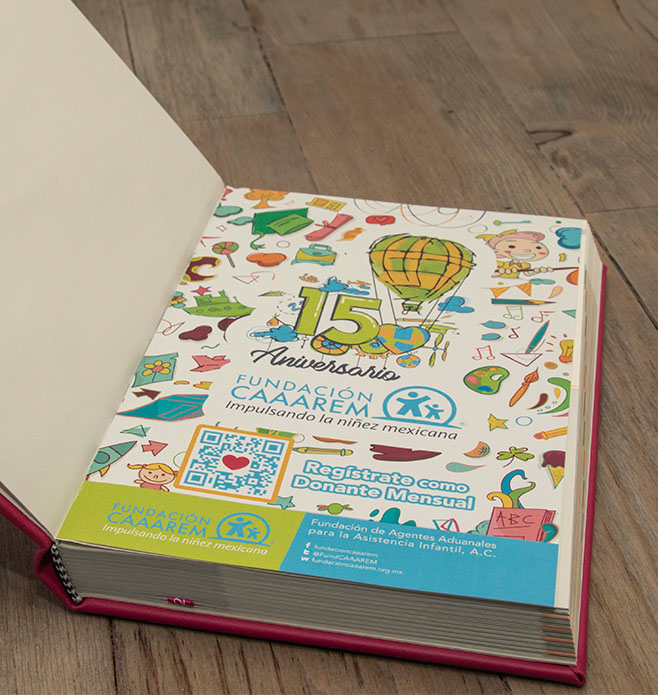 15
Aniversario
FUNDACIÓN
CAAAREM
Impulsando la niñez mexicana
Regístrate como
Donante Mensual
FUNDACIÓN
CAAAREM
Impulsando la niñez mexicana
Fundación de Agentes Aduanales
para la Asistencia Infantil, A.C.
f fundacioncaaarem
@FundCAAAREM
w fundacioncaaarem.org.mx
ABC
2